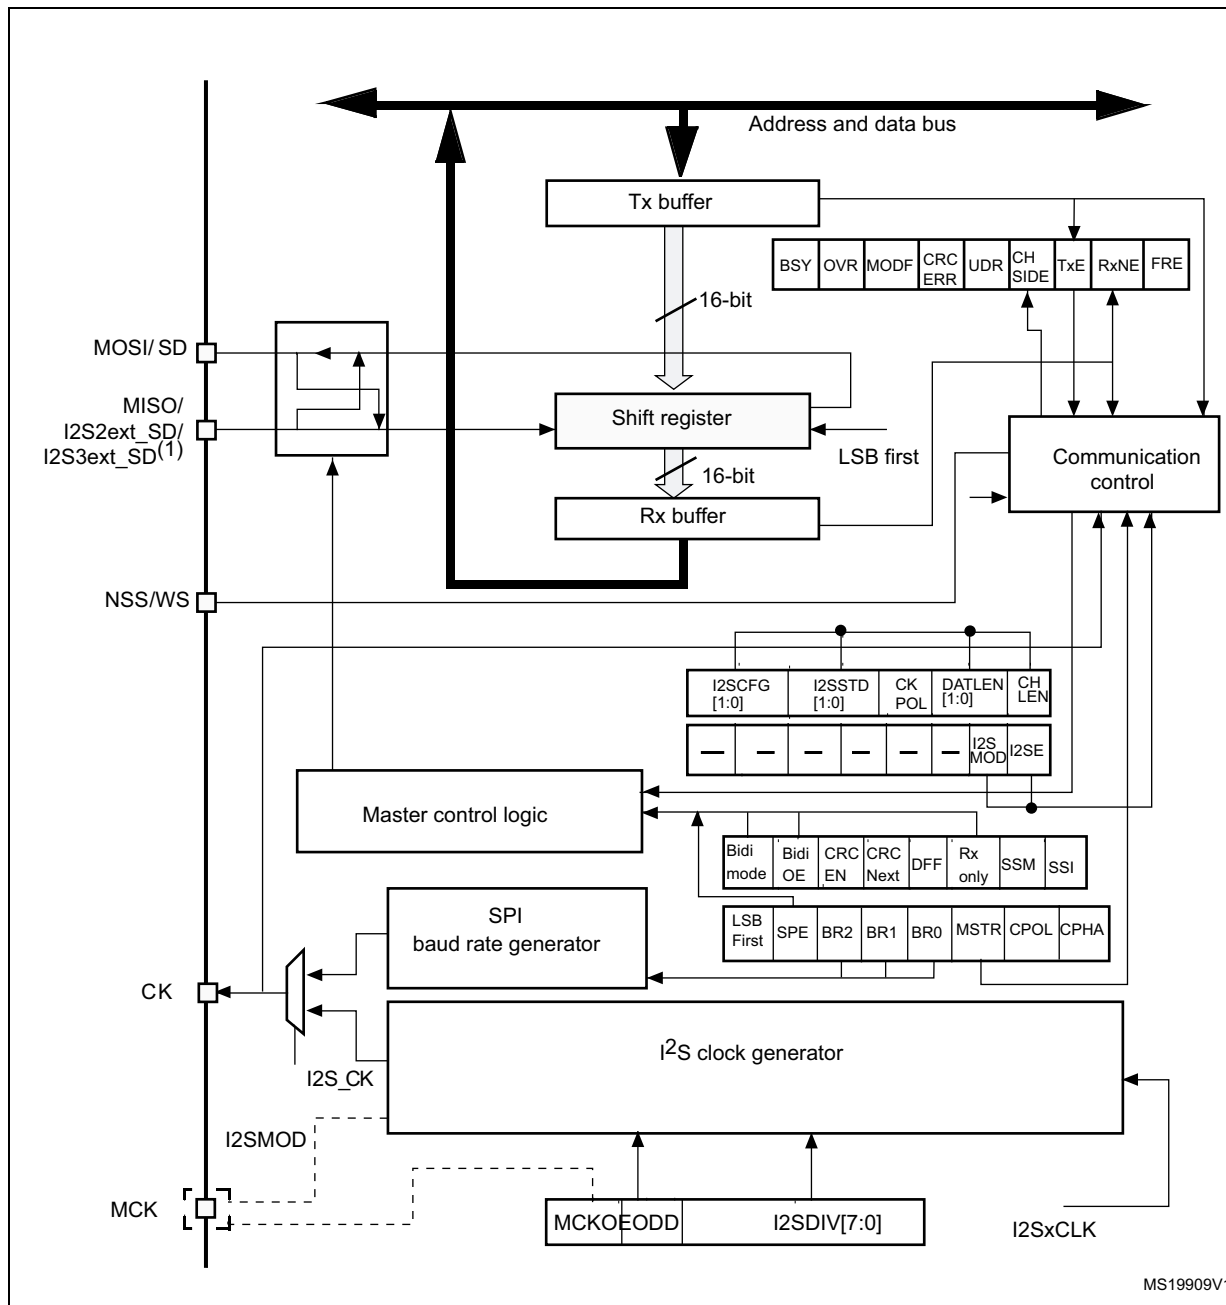 Address and data bus
Tx buffer
BSY OVR MODF CRC ERR UDR CH SIDE TxE RxNE FRE
16-bit
MOSI/ SD
MISO/
I2S2ext_SD/
I2S3ext_SD(1)
Shift register
LSB first
Communication
control
16-bit
Rx buffer
NSS/WS
I2SCFG [1:0] I2SSTD [1:0] CK POL DATLEN [1:0] CH LEN
— — — — — — I2S MOD I2SE
Master control logic
Bidi mode Bidi OE CRC EN CRC Next DFF Rx only SSM SSI
LSB First SPE BR2 BR1 BR0 MSTR CPOL CPHA
SPI
baud rate generator
CK
I2S clock generator
I2S_CK
I2SMOD
MCK
MCKOE ODD I2SDIV[7:0]
I2SxCLK
MS19909V1